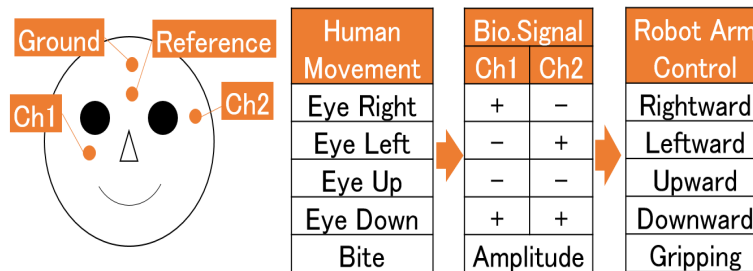 Ground
Reference
Ch1
Ch2
Human Movement
Bio.Signal
Ch1 Ch2
Robot Arm Control
Eye Right + − Rightward
Eye Left − + Leftward
Eye Up − − Upward
Eye Down + + Downward
Bite Amplitude Gripping